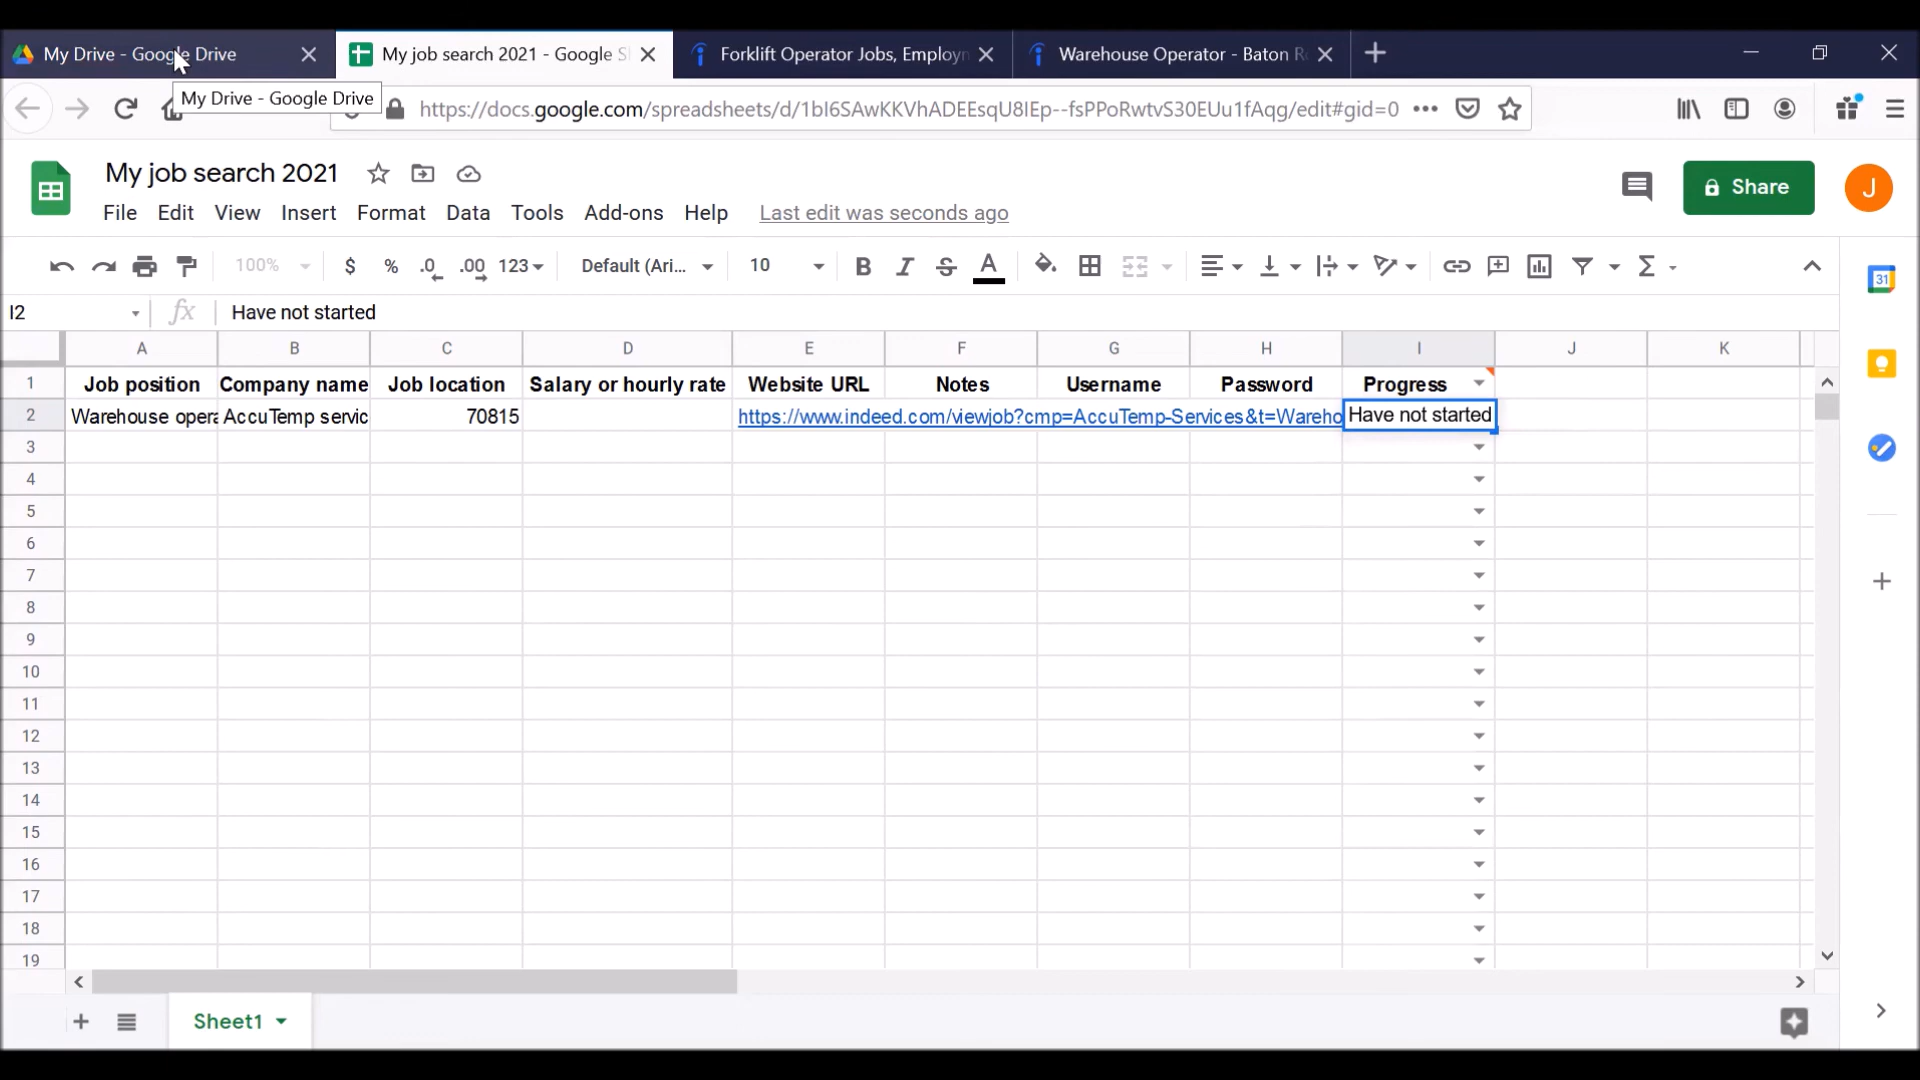 My Drive - Google Drive
My job search 2021 - Google S
Forklift Operator Jobs, Employm
Warehouse Operator - Baton Ro
My Drive - Google Drive
https://docs.google.com/spreadsheets/d/1bI6SAwKKVhADEEsqU8IEp--fsPPoRwtvS30EUu1fAqg/edit#gid=0
My job search 2021
Share
J
File Edit View Insert Format Data Tools Add-ons Help Last edit was seconds ago
100% $ % .0 .00 123 Default (Ari... 10 B I S A Σ
31
I2 fx Have not started
A B C D E F G H I J K
1 Job position Company name Job location Salary or hourly rate Website URL Notes Username Password Progress
2 Warehouse opera AccuTemp servic 70815 https://www.indeed.com/viewjob?cmp=AccuTemp-Services&t=Wareho Have not started
3
4
5
6
7
8
9
10
11
12
13
14
15
16
17
18
19
Sheet1